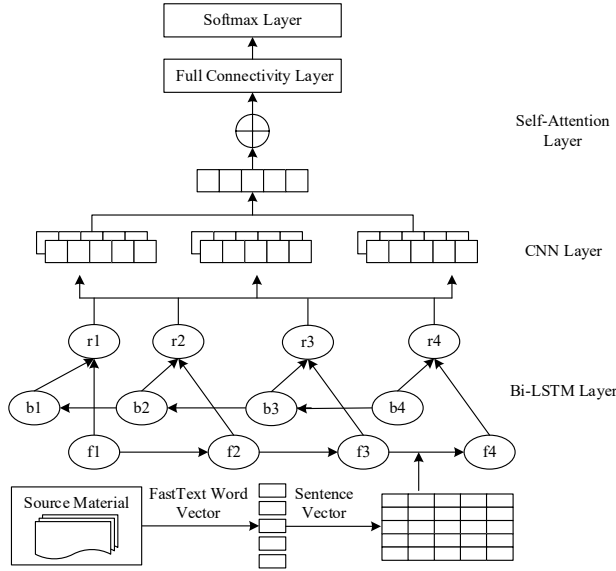 Softmax Layer
Full Connectivity Layer
Self-Attention
Layer
CNN Layer
r1 r2 r3 r4
b1 b2 b3 b4
Bi-LSTM Layer
f1 f2 f3 f4
Source Material
FastText Word
Vector
Sentence
Vector